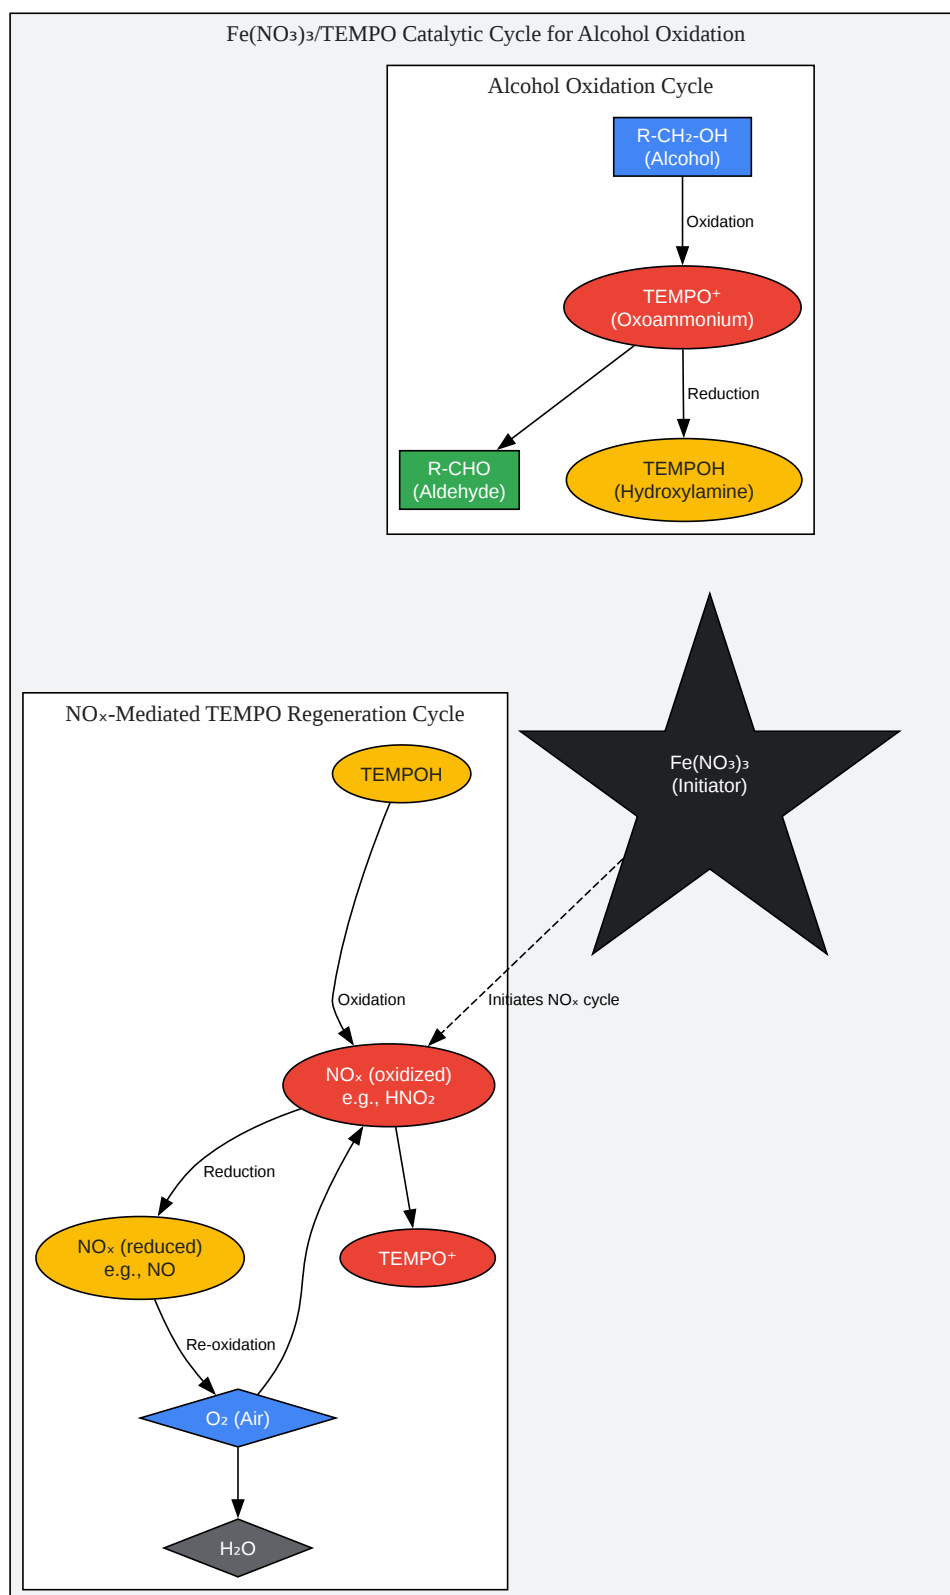 Fe(NO₃)₃/TEMPO Catalytic Cycle for Alcohol Oxidation
Alcohol Oxidation Cycle
R-CH₂-OH
(Alcohol)
Oxidation
TEMPO⁺
(Oxoammonium)
Reduction
R-CHO
(Aldehyde)
TEMPOH
(Hydroxylamine)
NOₓ-Mediated TEMPO Regeneration Cycle
TEMPOH
Fe(NO₃)₃
(Initiator)
Oxidation
Initiates NOₓ cycle
NOₓ (oxidized)
e.g., HNO₂
Reduction
NOₓ (reduced)
e.g., NO
TEMPO⁺
Re-oxidation
O₂ (Air)
H₂O